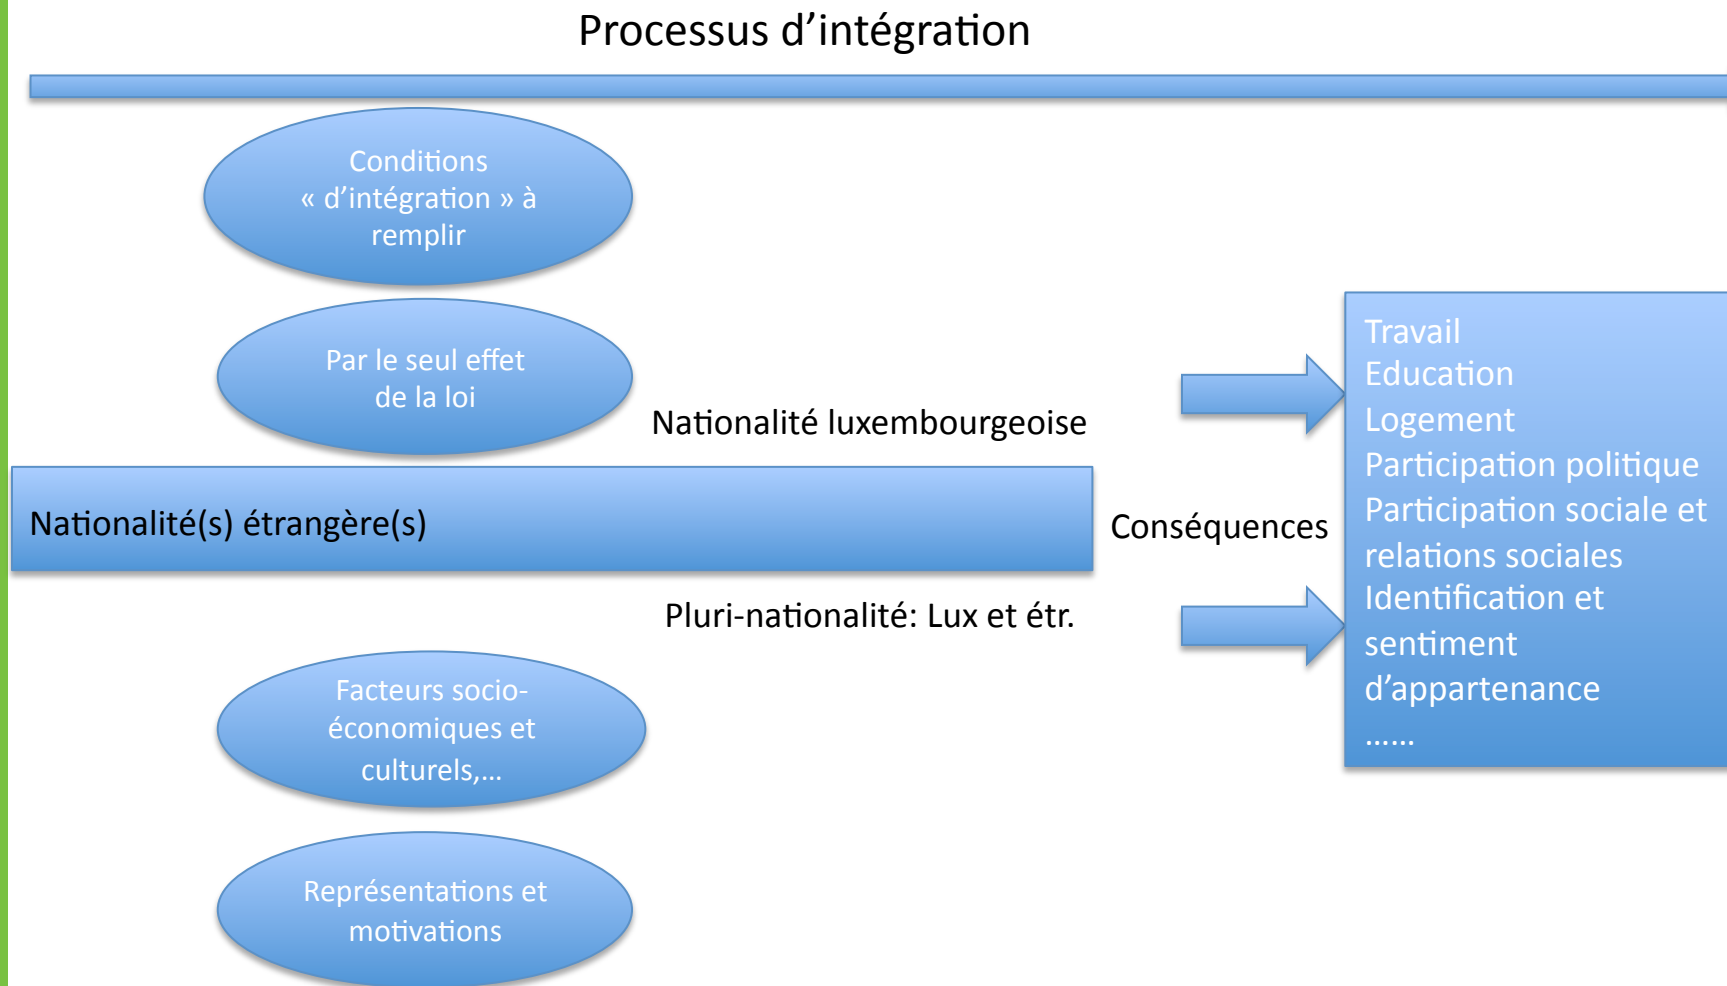 Processus d’intégration
Conditions
« d’intégration » à
remplir
Par le seul effet
de la loi
Nationalité luxembourgeoise
Nationalité(s) étrangère(s)
Conséquences
Pluri-nationalité: Lux et étr.
Facteurs socio-
économiques et
culturels,...
Représentations et
motivations
Travail
Education
Logement
Participation politique
Participation sociale et
relations sociales
Identification et
sentiment
d’appartenance
......